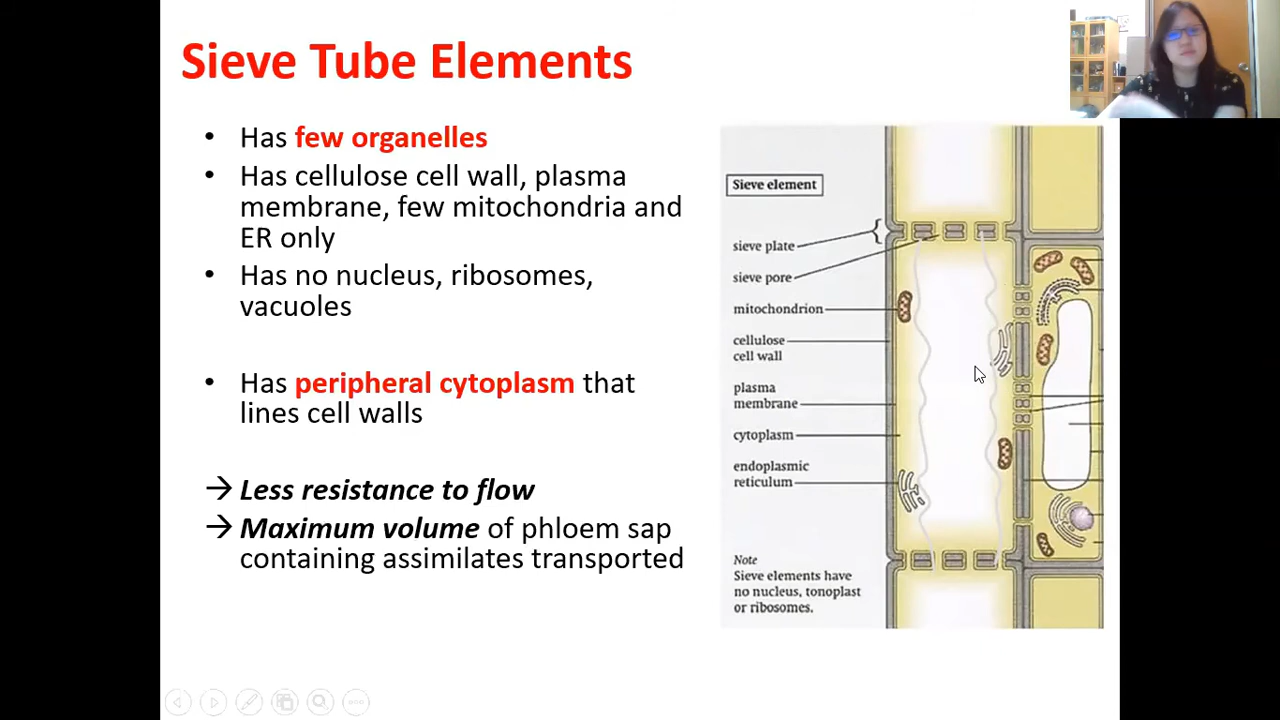 Sieve Tube Elements
• Has few organelles
• Has cellulose cell wall, plasma
membrane, few mitochondria and
ER only
• Has no nucleus, ribosomes,
vacuoles
• Has peripheral cytoplasm that
lines cell walls
→ Less resistance to flow
→ Maximum volume of phloem sap
containing assimilates transported
Sieve element
sieve plate
sieve pore
mitochondrion
cellulose
cell wall
plasma
membrane
cytoplasm
endoplasmic
reticulum
Note
Sieve elements have
no nucleus, tonoplast
or ribosomes.